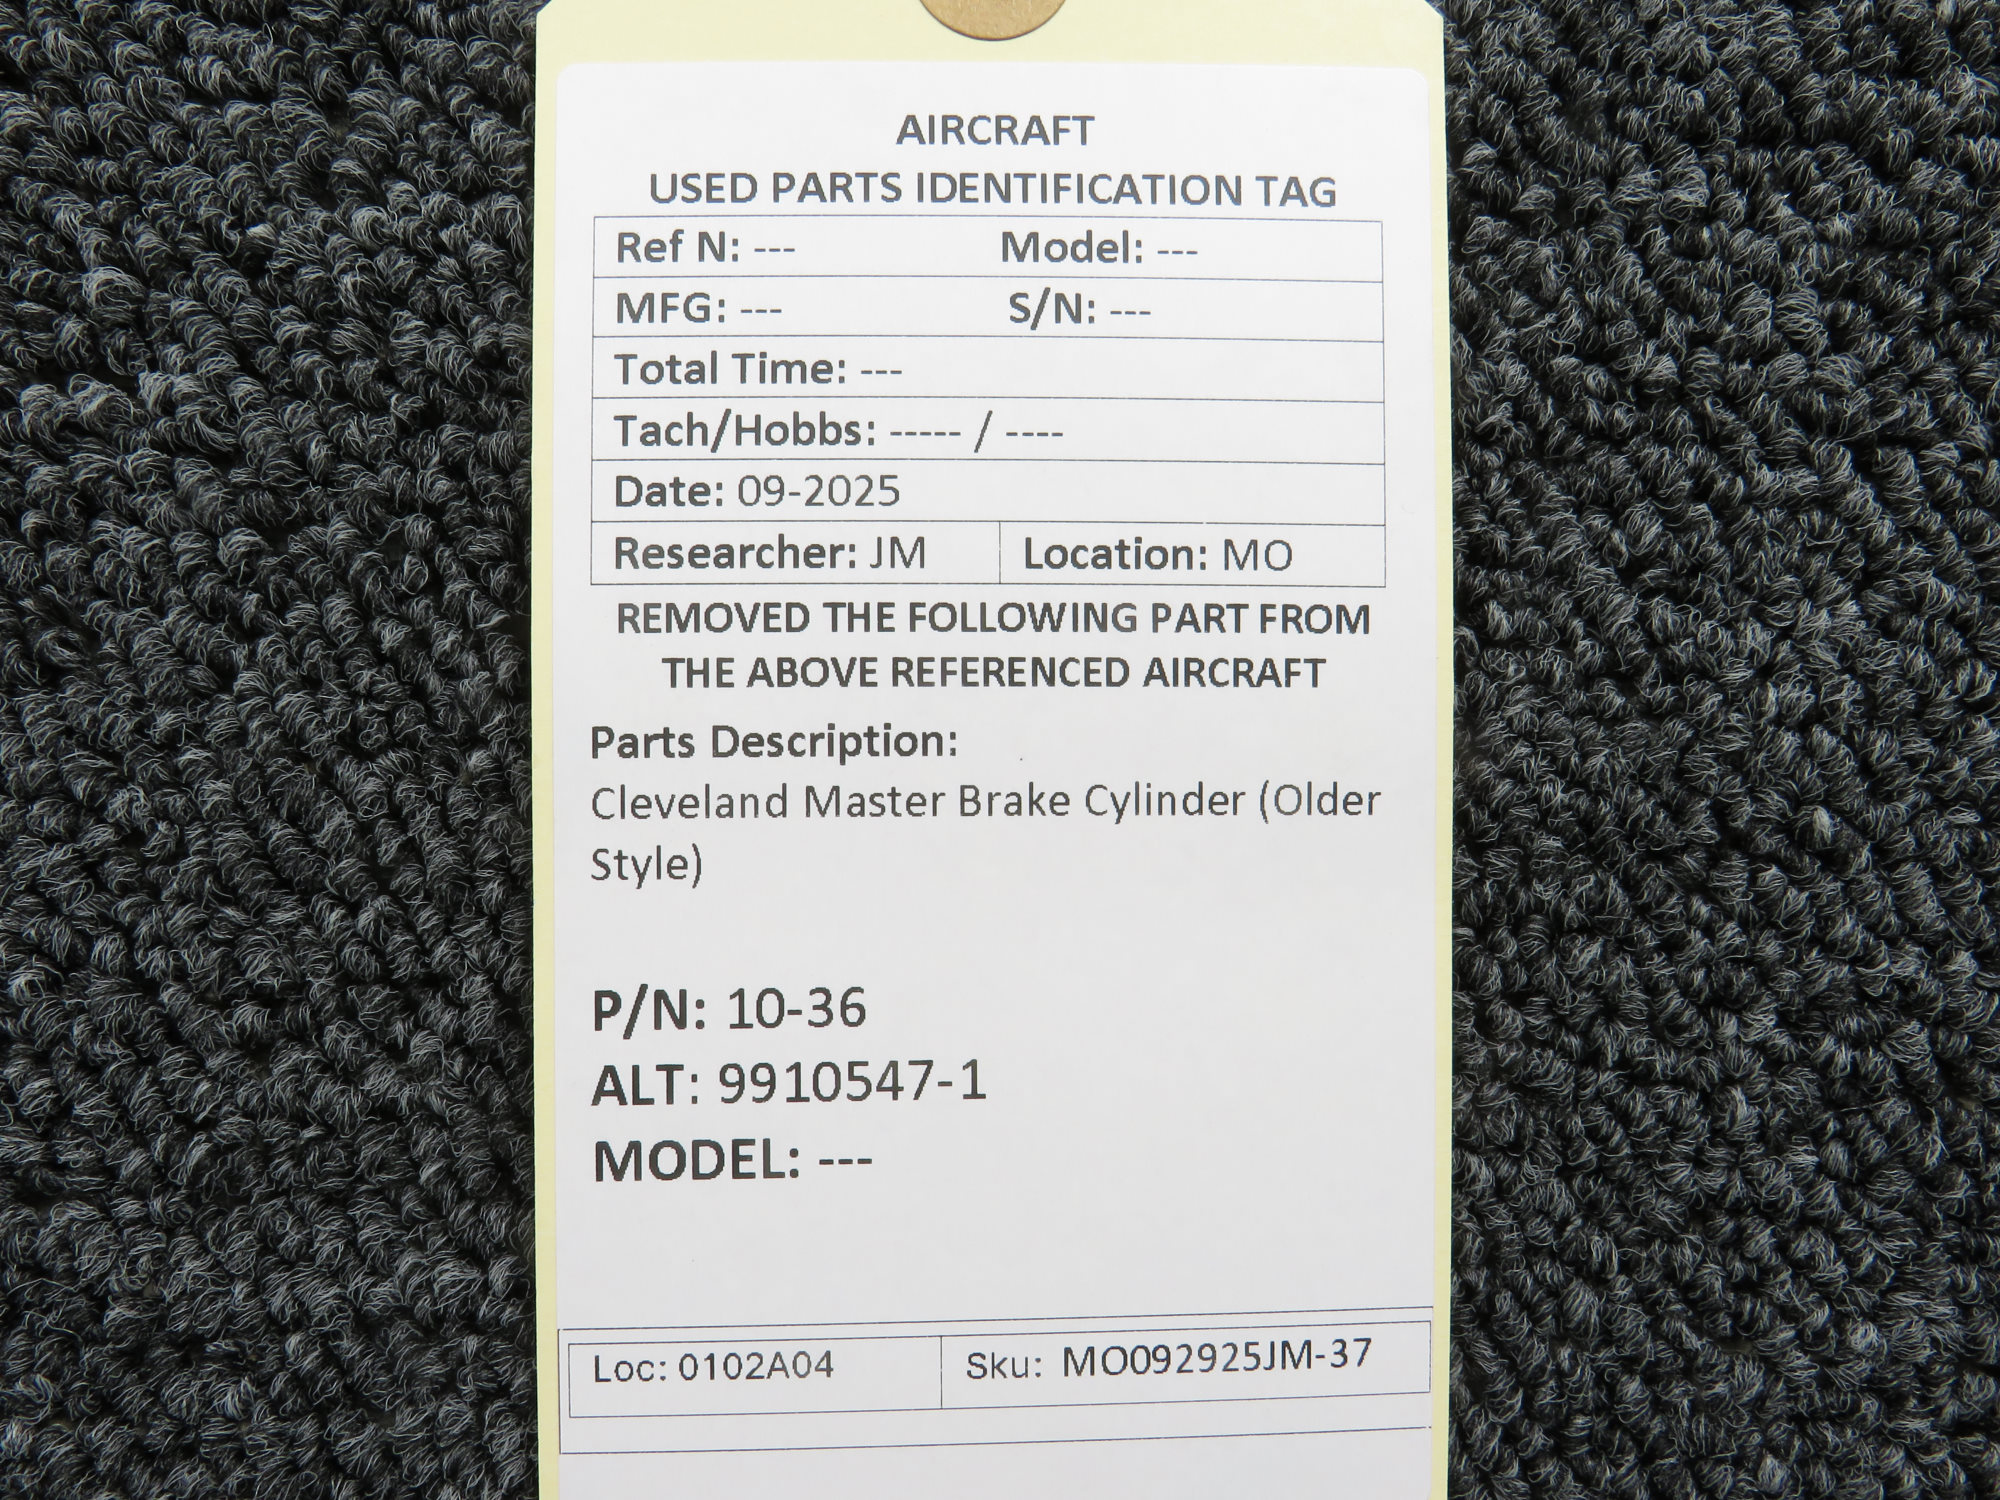 AIRCRAFT
USED PARTS IDENTIFICATION TAG
Ref N: --- Model: ---
MFG: --- S/N: ---
Total Time: ---
Tach/Hobbs: ----- / ----
Date: 09-2025
Researcher: JM Location: MO
REMOVED THE FOLLOWING PART FROM
THE ABOVE REFERENCED AIRCRAFT
Parts Description:
Cleveland Master Brake Cylinder (Older
Style)
P/N: 10-36
ALT: 9910547-1
MODEL: ---
Loc: 0102A04 Sku: MO092925JM-37